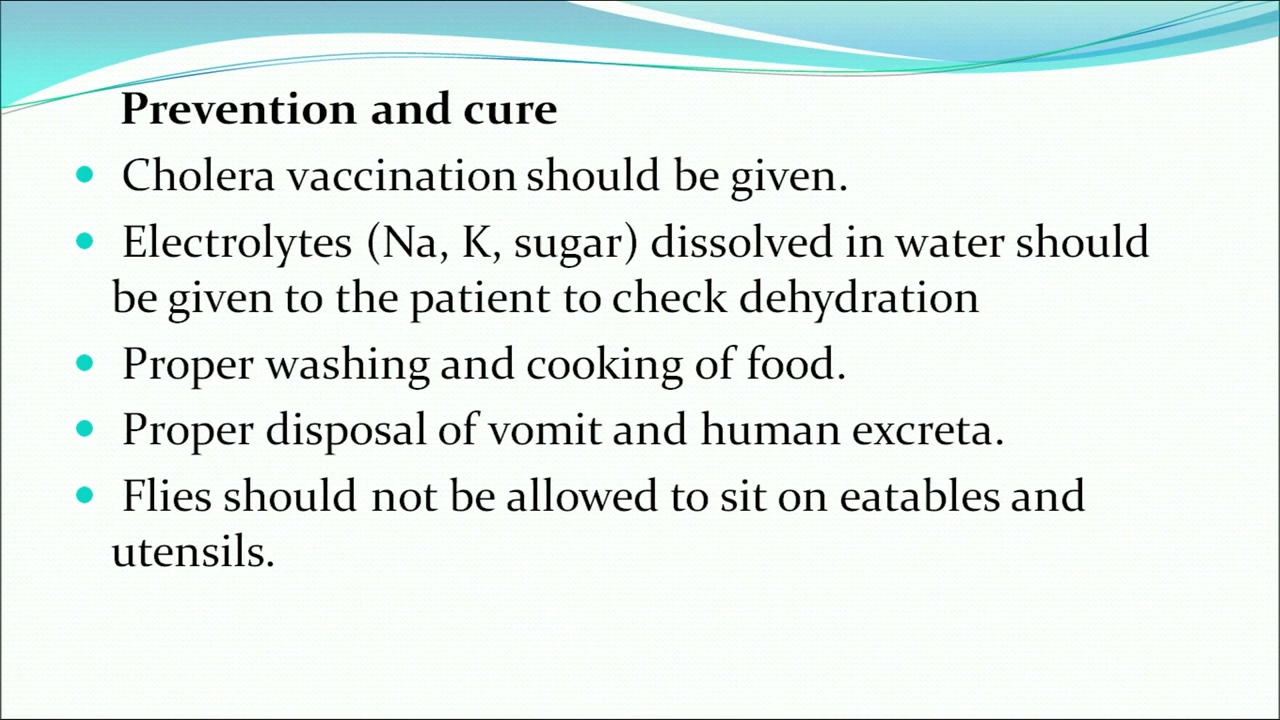 Prevention and cure
• Cholera vaccination should be given.
• Electrolytes (Na, K, sugar) dissolved in water should
be given to the patient to check dehydration
• Proper washing and cooking of food.
• Proper disposal of vomit and human excreta.
• Flies should not be allowed to sit on eatables and
utensils.